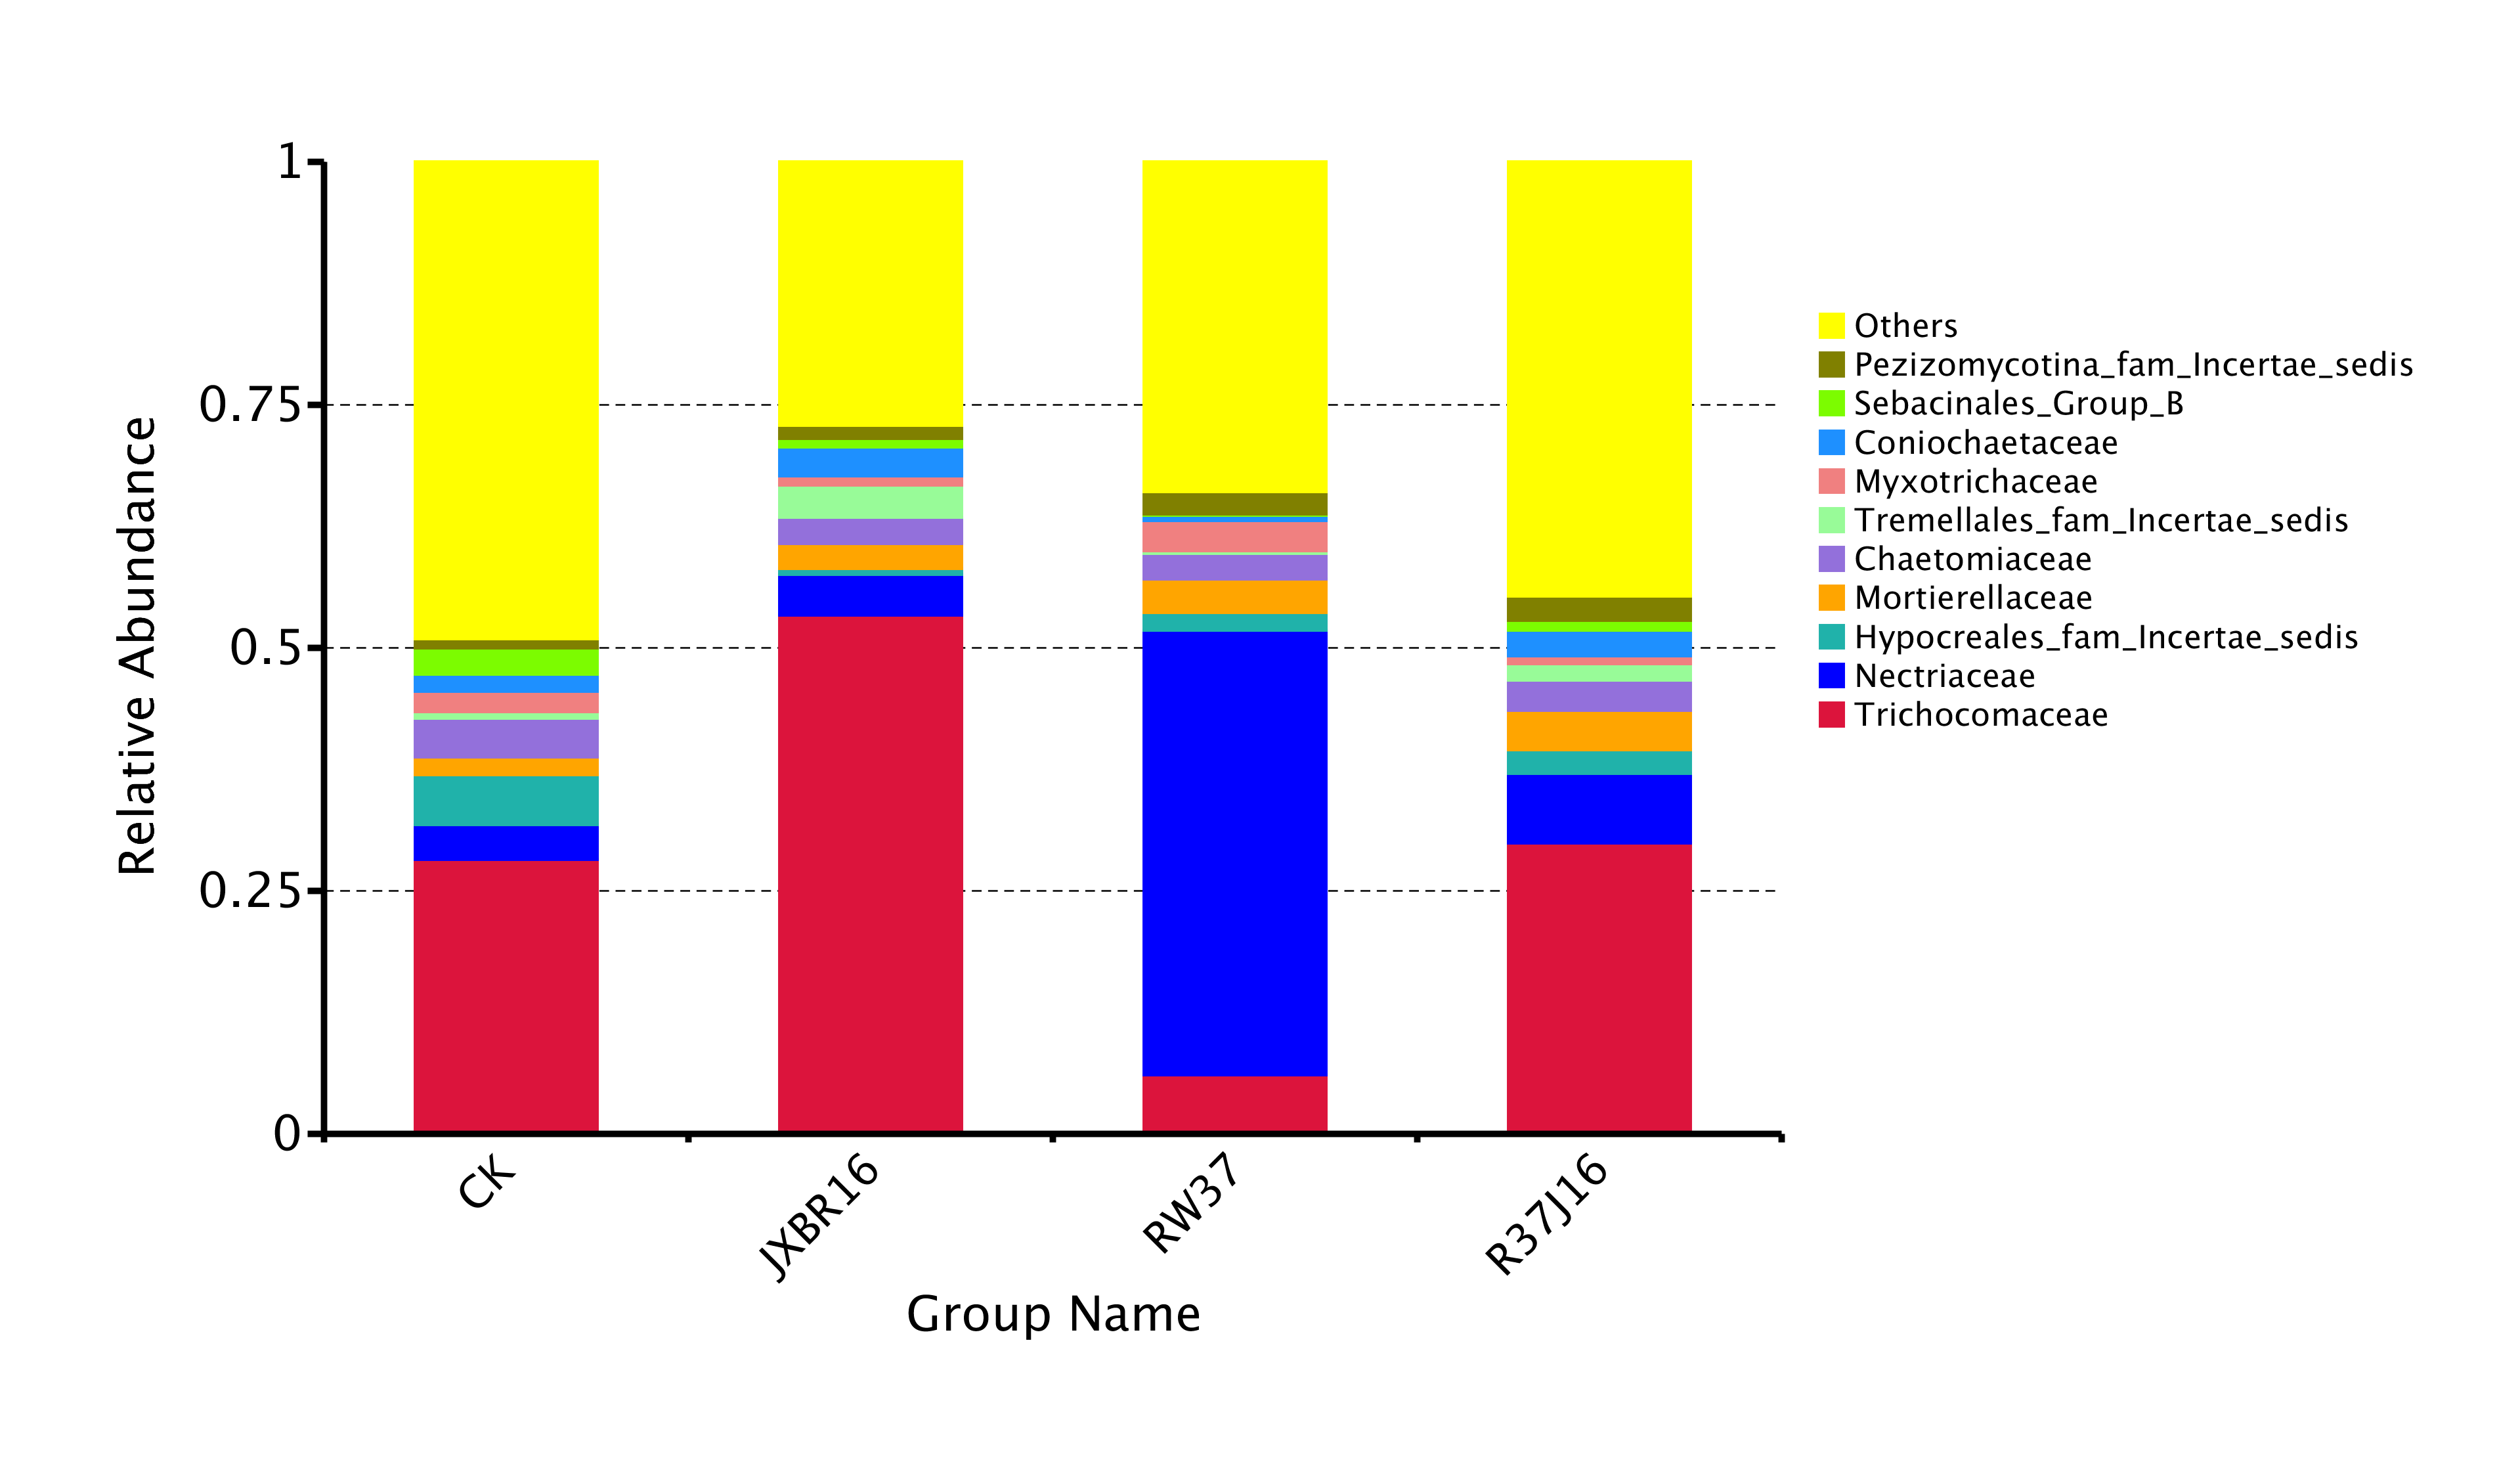 Relative Abundance
1
0.75
0.5
0.25
0
CK
JXBR16
RW37
R37J16
Group Name
Others
Pezizomycotina_fam_Incertae_sedis
Sebacinales_Group_B
Coniochaetaceae
Myxotrichaceae
Tremellales_fam_Incertae_sedis
Chaetomiaceae
Mortierellaceae
Hypocreales_fam_Incertae_sedis
Nectriaceae
Trichocomaceae